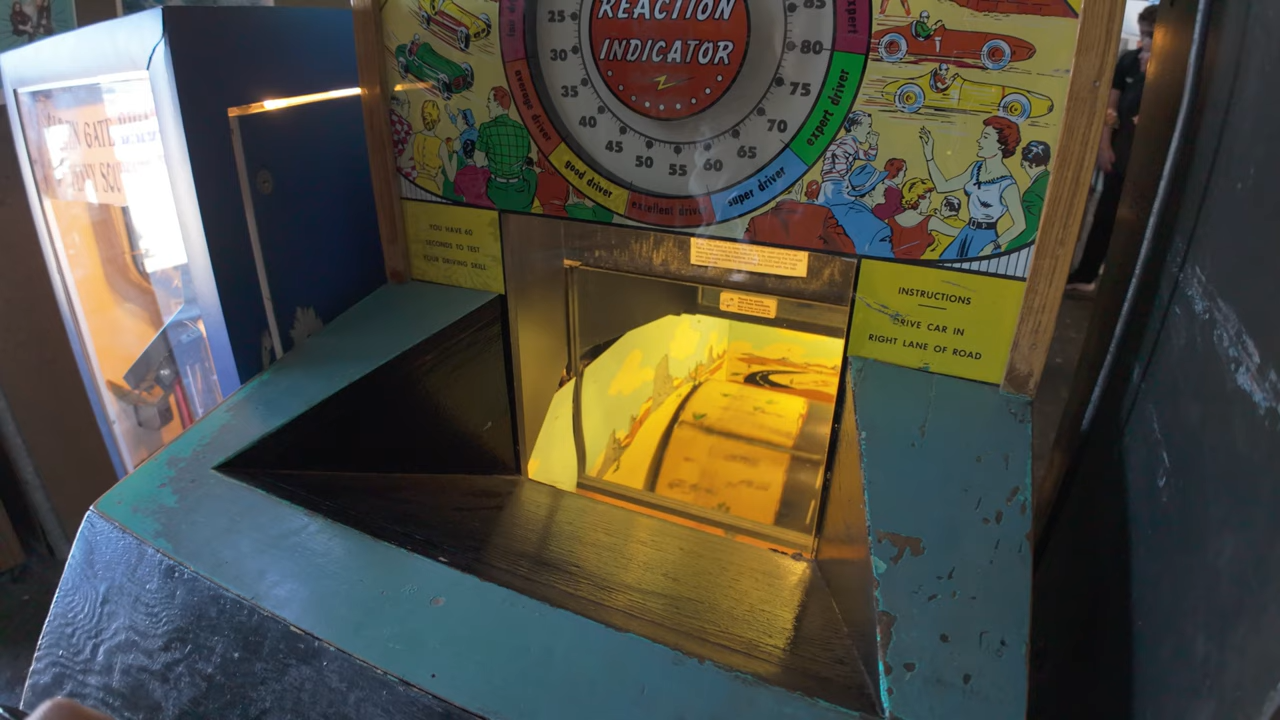 REACTION
INDICATOR
25
30
35
40
45
50
55
60
65
70
75
80
85
average driver
good driver
excellent driver
super driver
expert driver
expert
YOU HAVE 60
SECONDS TO TEST
YOUR DRIVING SKILL
INSTRUCTIONS
DRIVE CAR IN
RIGHT LANE OF ROAD
GATE